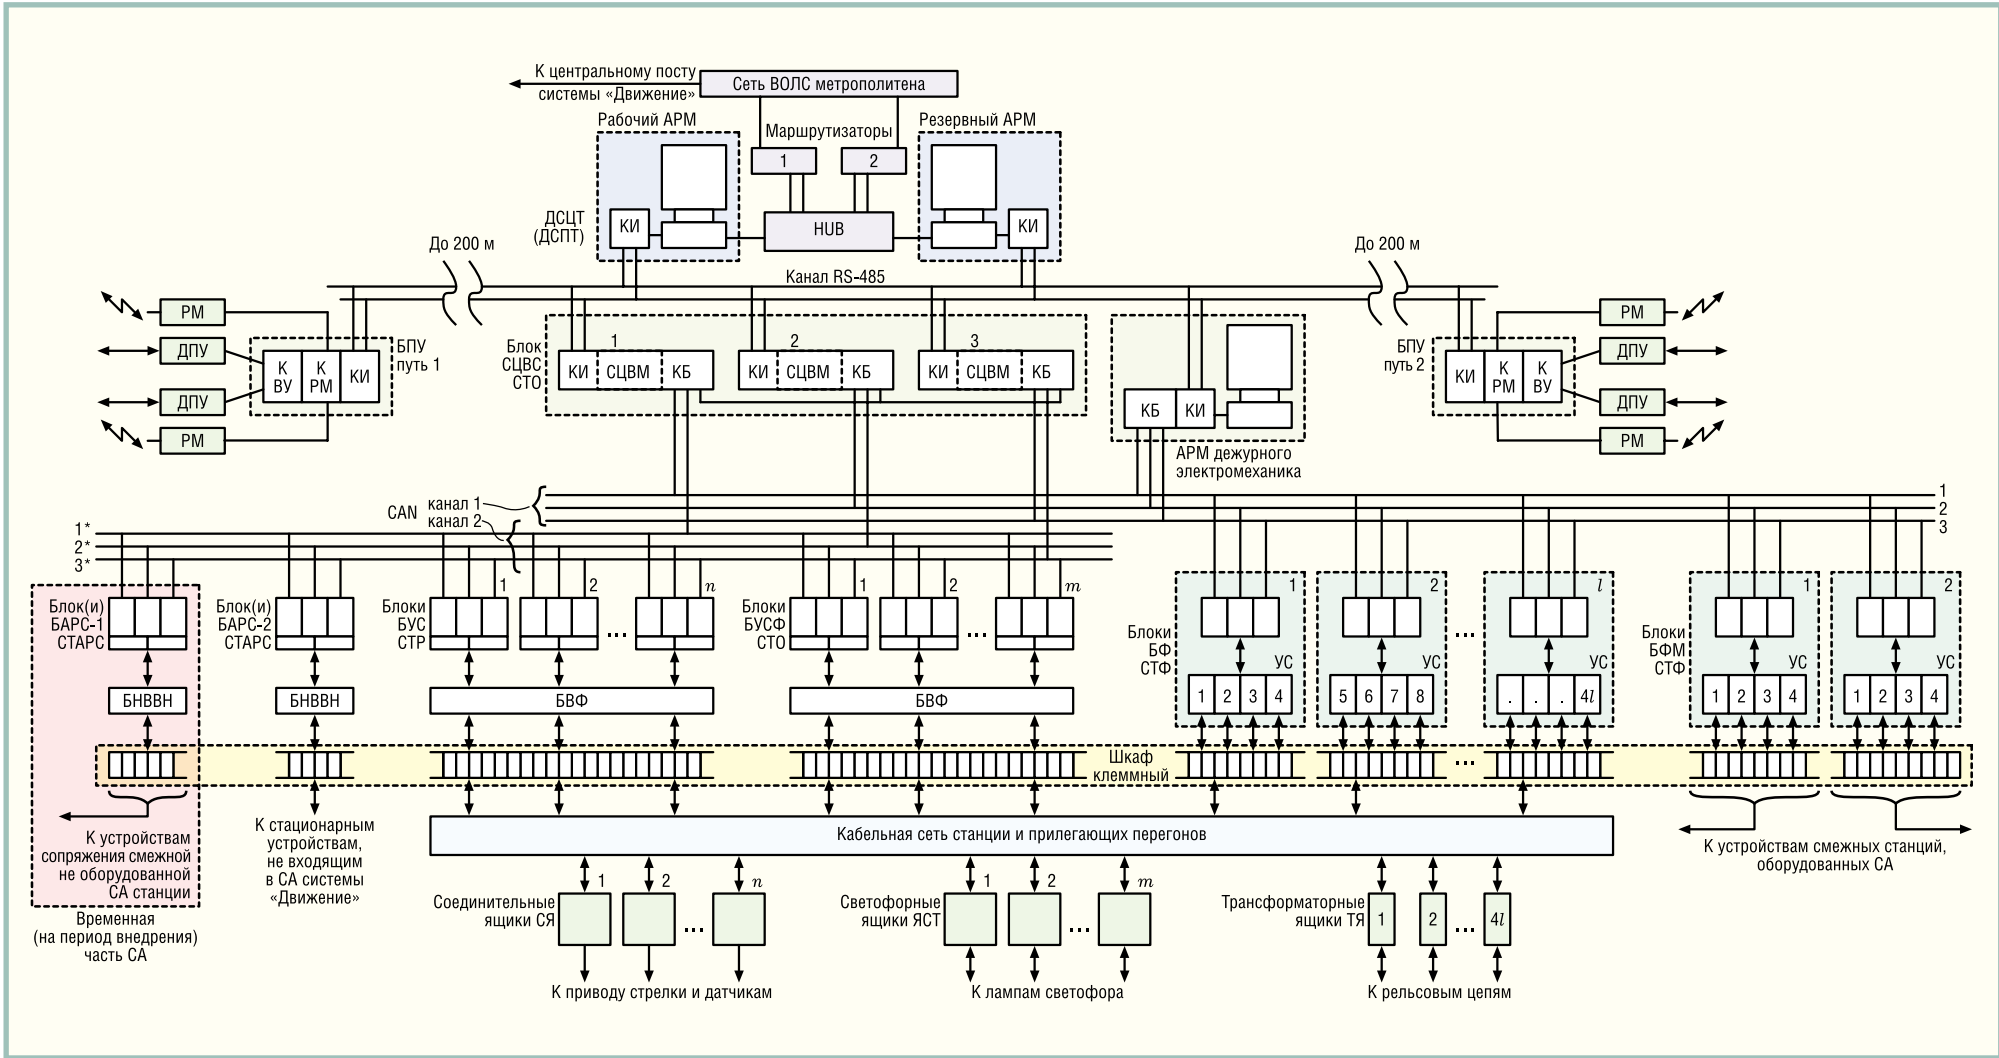 К центральному посту
системы «Движение»
Сеть ВОЛС метрополитена
Рабочий АРМ
Маршрутизаторы
Резервный АРМ
1
2
ДСЦТ
(ДСПТ)
КИ
HUB
КИ
До 200 м
До 200 м
Канал RS-485
РМ
ДПУ
ДПУ
РМ
К
ВУ
К
РМ
КИ
БПУ
путь 1
Блок
СЦВС
СТО
1
КИ
СЦВМ
КБ
2
КИ
СЦВМ
КБ
3
КИ
СЦВМ
КБ
КБ
КИ
АРМ дежурного
электромеханика
БПУ
путь 2
КИ
К
РМ
К
ВУ
РМ
ДПУ
ДПУ
РМ
CAN
канал 1
канал 2
1
2
3
1*
2*
3*
Блок(и)
БАРС-1
СТАРС
Блок(и)
БАРС-2
СТАРС
Блоки
БУС
СТР
1
2
...
n
Блоки
БУСФ
СТО
1
2
...
m
Блоки
БФ
СТФ
1
УС
1
2
3
4
2
УС
5
6
7
8
...
l
УС
.
.
.
4l
Блоки
БФМ
СТФ
1
УС
1
2
3
4
2
УС
1
2
3
4
БНВВН
БНВВН
БВФ
БВФ
Шкаф
клеммный
...
К устройствам
сопряжения смежной
не оборудованной
СА станции
Временная
(на период внедрения)
часть СА
К стационарным
устройствам,
не входящим
в СА системы
«Движение»
Кабельная сеть станции и прилегающих перегонов
К устройствам смежных станций,
оборудованных СА
Соединительные
ящики СЯ
1
2
...
n
К приводу стрелки и датчикам
Светофорные
ящики ЯСТ
1
2
...
m
К лампам светофора
Трансформаторные
ящики ТЯ
1
2
...
4l
К рельсовым цепям